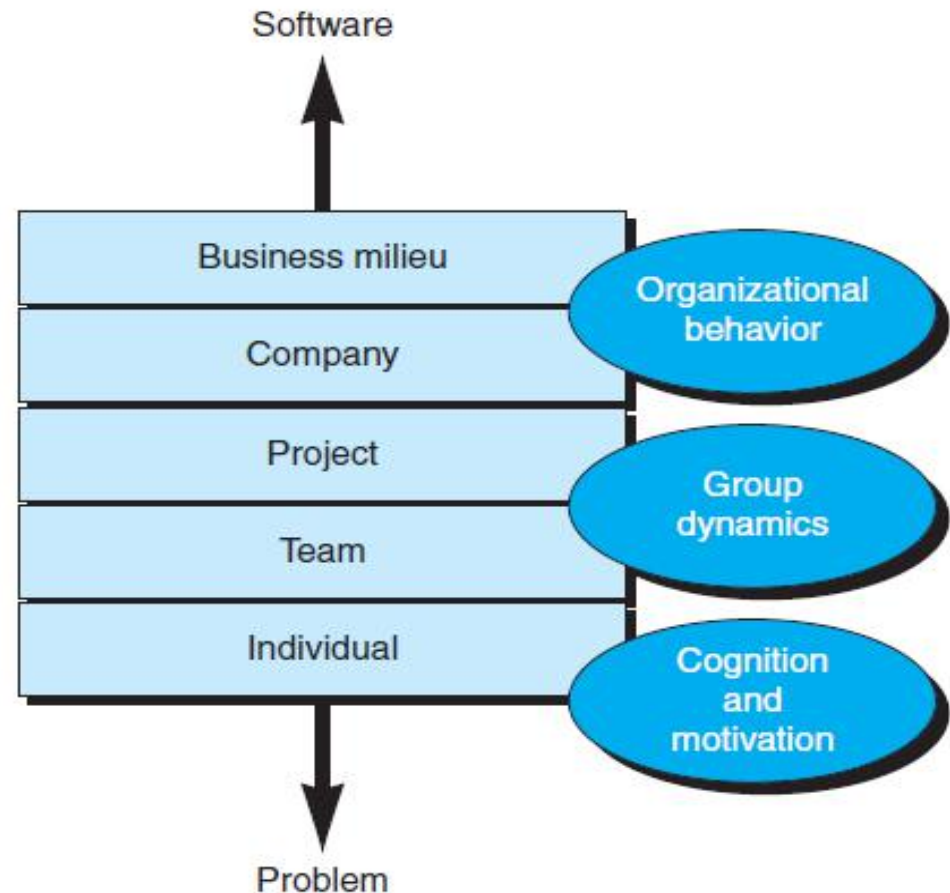 Software
Business milieu
Organizational
behavior
Company
Project
Group
dynamics
Team
Individual
Cognition
and
motivation
Problem